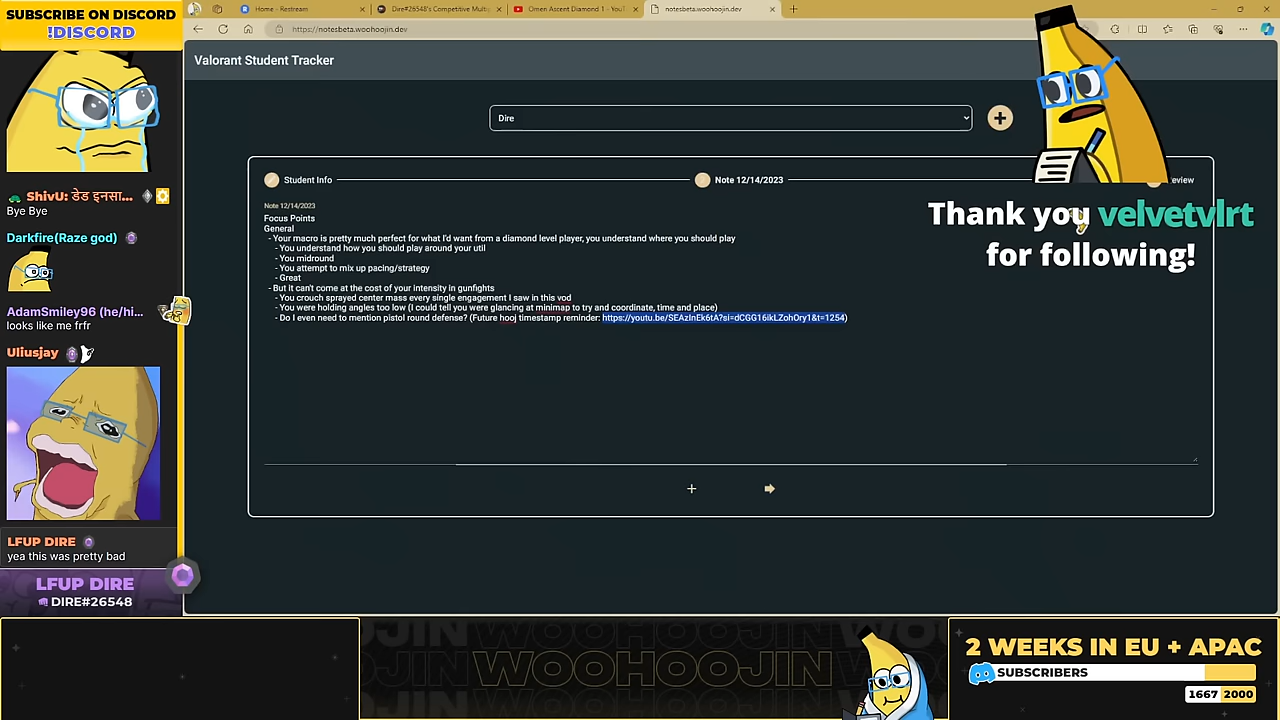 SUBSCRIBE ON DISCORD
!DISCORD
ShivU: डेड इनसा...
Bye Bye
Darkfire(Raze god)
AdamSmiley96 (he/hi...
looks like me frfr
Uliusjay
LFUP DIRE
yea this was pretty bad
LFUP DIRE
DIRE#26548
Home - Restream
Dire#26548's Competitive Multip
Omen Ascent Diamond 1 - YouT
notesbeta.woohoojin.dev
https://notesbeta.woohoojin.dev
Valorant Student Tracker
Dire
Student Info
Note 12/14/2023
eview
Note 12/14/2023
Focus Points
General
- Your macro is pretty much perfect for what I'd want from a diamond level player, you understand where you should play
- You understand how you should play around your util
- You midround
- You attempt to mix up pacing/strategy
- Great
- But it can't come at the cost of your intensity in gunfights
- You crouch sprayed center mass every single engagement I saw in this vod
- You were holding angles too low (I could tell you were glancing at minimap to try and coordinate, time and place)
- Do I even need to mention pistol round defense? (Future hooj timestamp reminder: https://youtu.be/SEAzInEk6tA?si=dCGG16ikLZohOry1&t=1254)
Thank you velvetvlrt
for following!
WOOHOOJIN
2 WEEKS IN EU + APAC
SUBSCRIBERS
1667 2000